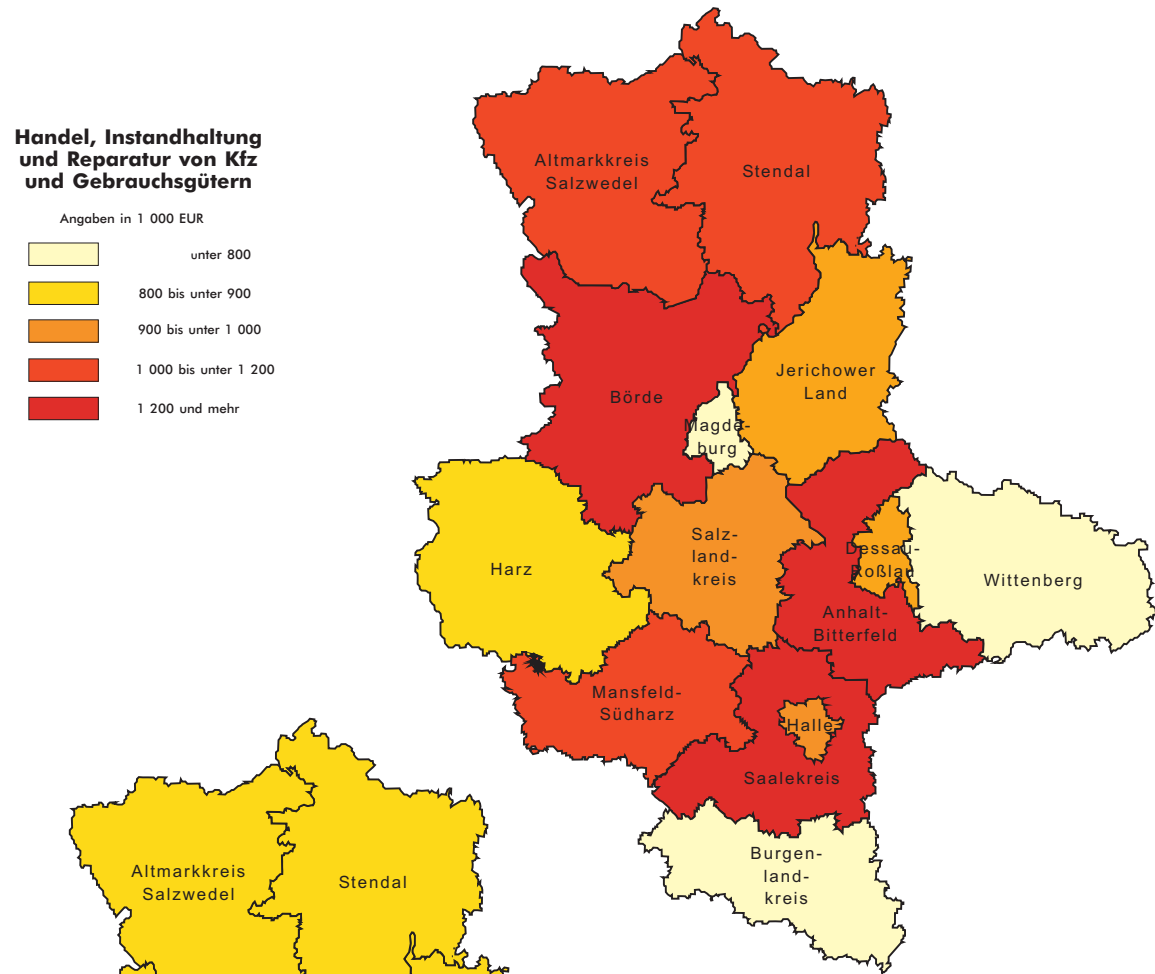 Handel, Instandhaltung
und Reparatur von Kfz
und Gebrauchsgütern
Angaben in 1 000 EUR
unter 800
800 bis unter 900
900 bis unter 1 000
1 000 bis unter 1 200
1 200 und mehr
Altmarkkreis
Salzwedel
Stendal
Börde
Jerichower
Land
Magde-
burg
Harz
Salz-
land-
kreis
Dessau-
Roßlau
Wittenberg
Anhalt-
Bitterfeld
Mansfeld-
Südharz
Halle
Saalekreis
Burgen-
land-
kreis
Altmarkkreis
Salzwedel
Stendal